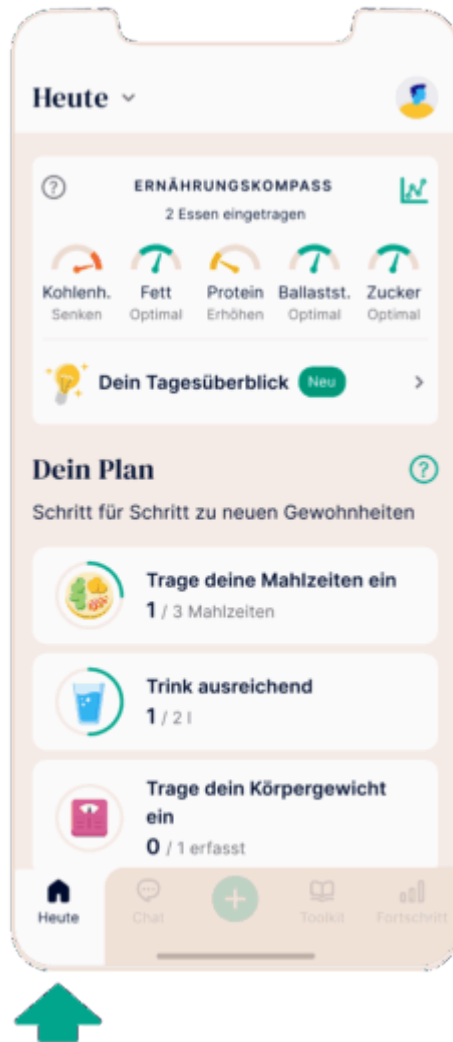 Heute
ERNÄHRUNGSKOMPASS
2 Essen eingetragen
Kohlenh. Fett Protein Ballastst. Zucker
Senken Optimal Erhöhen Optimal Optimal
Dein Tagesüberblick Neu
Dein Plan
Schritt für Schritt zu neuen Gewohnheiten
Trage deine Mahlzeiten ein
1 / 3 Mahlzeiten
Trink ausreichend
1 / 2 l
Trage dein Körpergewicht
ein
0 / 1 erfasst
Heute Chat Toolkit Fortschritt